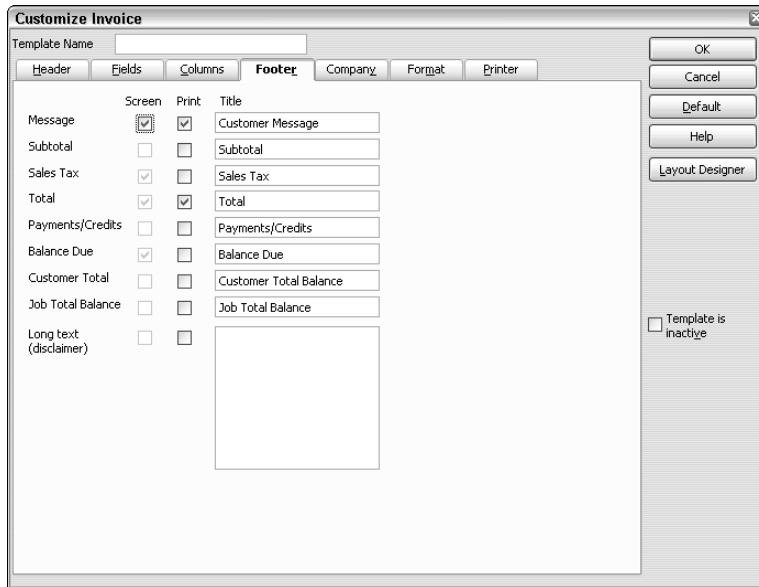 Customize Invoice
Template Name
OK
Header Fields Columns Footer Company Format Printer
Cancel
Default
Help
Layout Designer
Screen Print Title
Message Customer Message
Subtotal Subtotal
Sales Tax Sales Tax
Total Total
Payments/Credits Payments/Credits
Balance Due Balance Due
Customer Total Customer Total Balance
Job Total Balance Job Total Balance
Long text
(disclaimer)
Template is
inactive